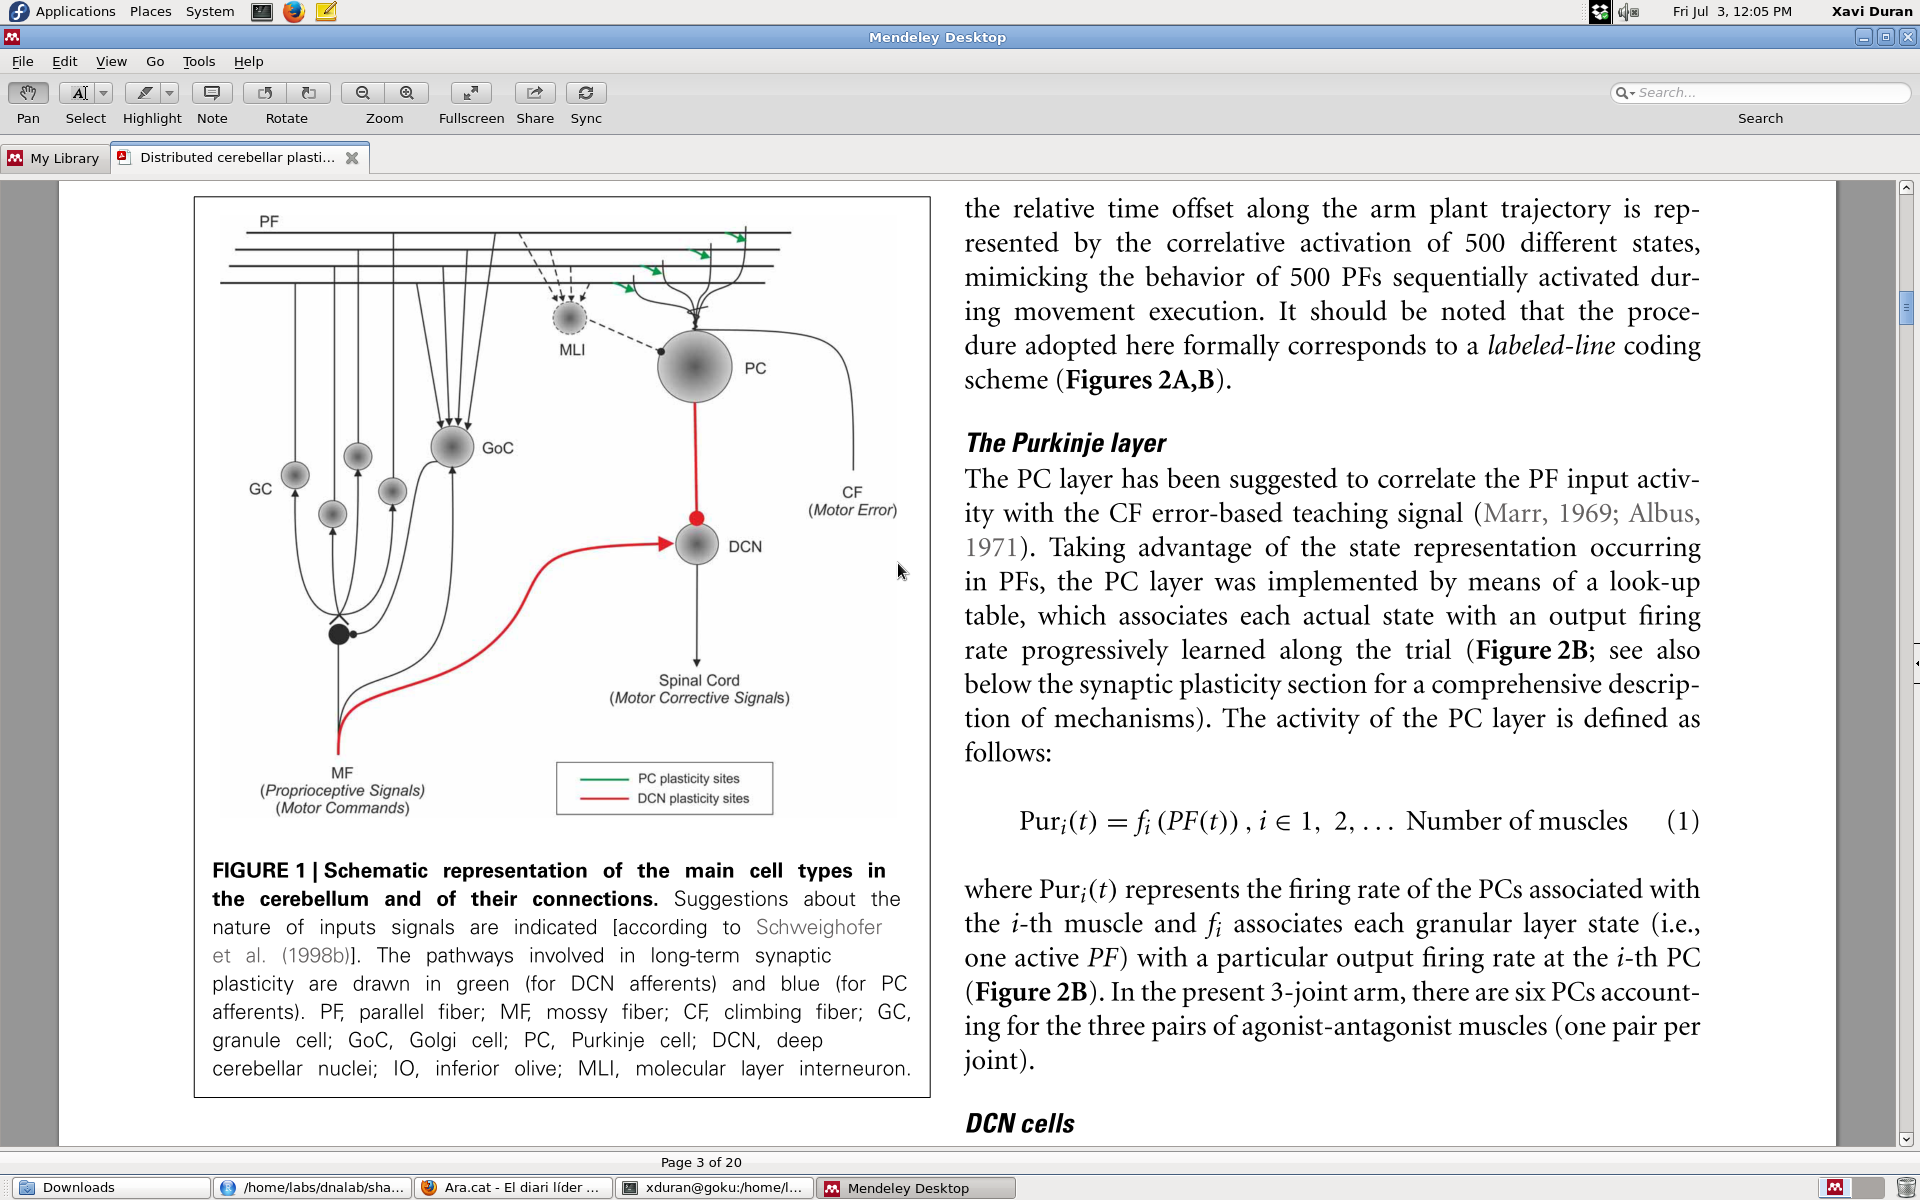 Applications Places System
Fri Jul 3, 12:05 PM Xavi Duran
Mendeley Desktop
File Edit View Go Tools Help
Pan Select Highlight Note Rotate Zoom Fullscreen Share Sync
Search...
Search
My Library Distributed cerebellar plasti...
PF
MLI
PC
GoC
GC
CF
(Motor Error)
DCN
Spinal Cord
(Motor Corrective Signals)
MF
(Proprioceptive Signals)
(Motor Commands)
PC plasticity sites
DCN plasticity sites
FIGURE 1 | Schematic representation of the main cell types in
the cerebellum and of their connections. Suggestions about the
nature of inputs signals are indicated [according to Schweighofer
et al. (1998b)]. The pathways involved in long-term synaptic
plasticity are drawn in green (for DCN afferents) and blue (for PC
afferents). PF, parallel fiber; MF, mossy fiber; CF, climbing fiber; GC,
granule cell; GoC, Golgi cell; PC, Purkinje cell; DCN, deep
cerebellar nuclei; IO, inferior olive; MLI, molecular layer interneuron.
the relative time offset along the arm plant trajectory is rep-
resented by the correlative activation of 500 different states,
mimicking the behavior of 500 PFs sequentially activated dur-
ing movement execution. It should be noted that the proce-
dure adopted here formally corresponds to a labeled-line coding
scheme (Figures 2A,B).
The Purkinje layer
The PC layer has been suggested to correlate the PF input activ-
ity with the CF error-based teaching signal (Marr, 1969; Albus,
1971). Taking advantage of the state representation occurring
in PFs, the PC layer was implemented by means of a look-up
table, which associates each actual state with an output firing
rate progressively learned along the trial (Figure 2B; see also
below the synaptic plasticity section for a comprehensive descrip-
tion of mechanisms). The activity of the PC layer is defined as
follows:
Puri(t) = fi (PF(t)) , i ∈ 1, 2, . . . Number of muscles (1)
where Puri(t) represents the firing rate of the PCs associated with
the i-th muscle and fi associates each granular layer state (i.e.,
one active PF) with a particular output firing rate at the i-th PC
(Figure 2B). In the present 3-joint arm, there are six PCs account-
ing for the three pairs of agonist-antagonist muscles (one pair per
joint).
DCN cells
Page 3 of 20
Downloads /home/labs/dnalab/sha... Ara.cat - El diari líder ... xduran@goku:/home/l... Mendeley Desktop